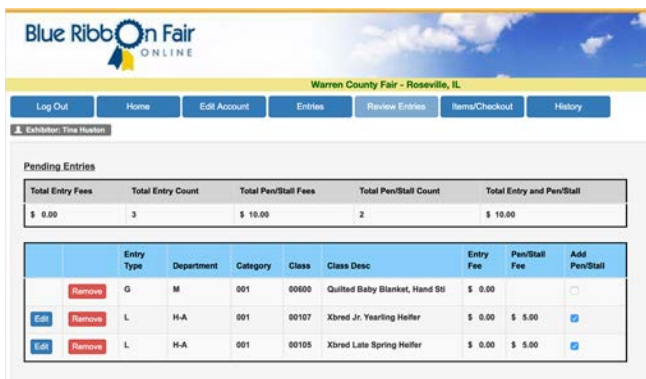 Blue Ribbon Fair
ONLINE
Warren County Fair - Roseville, IL
Log Out Home Edit Account Entries Review Entries Items/Checkout History
Exhibitor: Tina Huston
Pending Entries
Total Entry Fees Total Entry Count Total Pen/Stall Fees Total Pen/Stall Count Total Entry and Pen/Stall
$ 0.00 3 $ 10.00 2 $ 10.00
Entry Type Department Category Class Class Desc Entry Fee Pen/Stall Fee Add Pen/Stall
Remove G M 001 00600 Quilted Baby Blanket, Hand Sti $ 0.00
Edit Remove L H-A 001 00107 Xbred Jr. Yearling Heifer $ 0.00 $ 5.00
Edit Remove L H-A 001 00105 Xbred Late Spring Heifer $ 0.00 $ 5.00